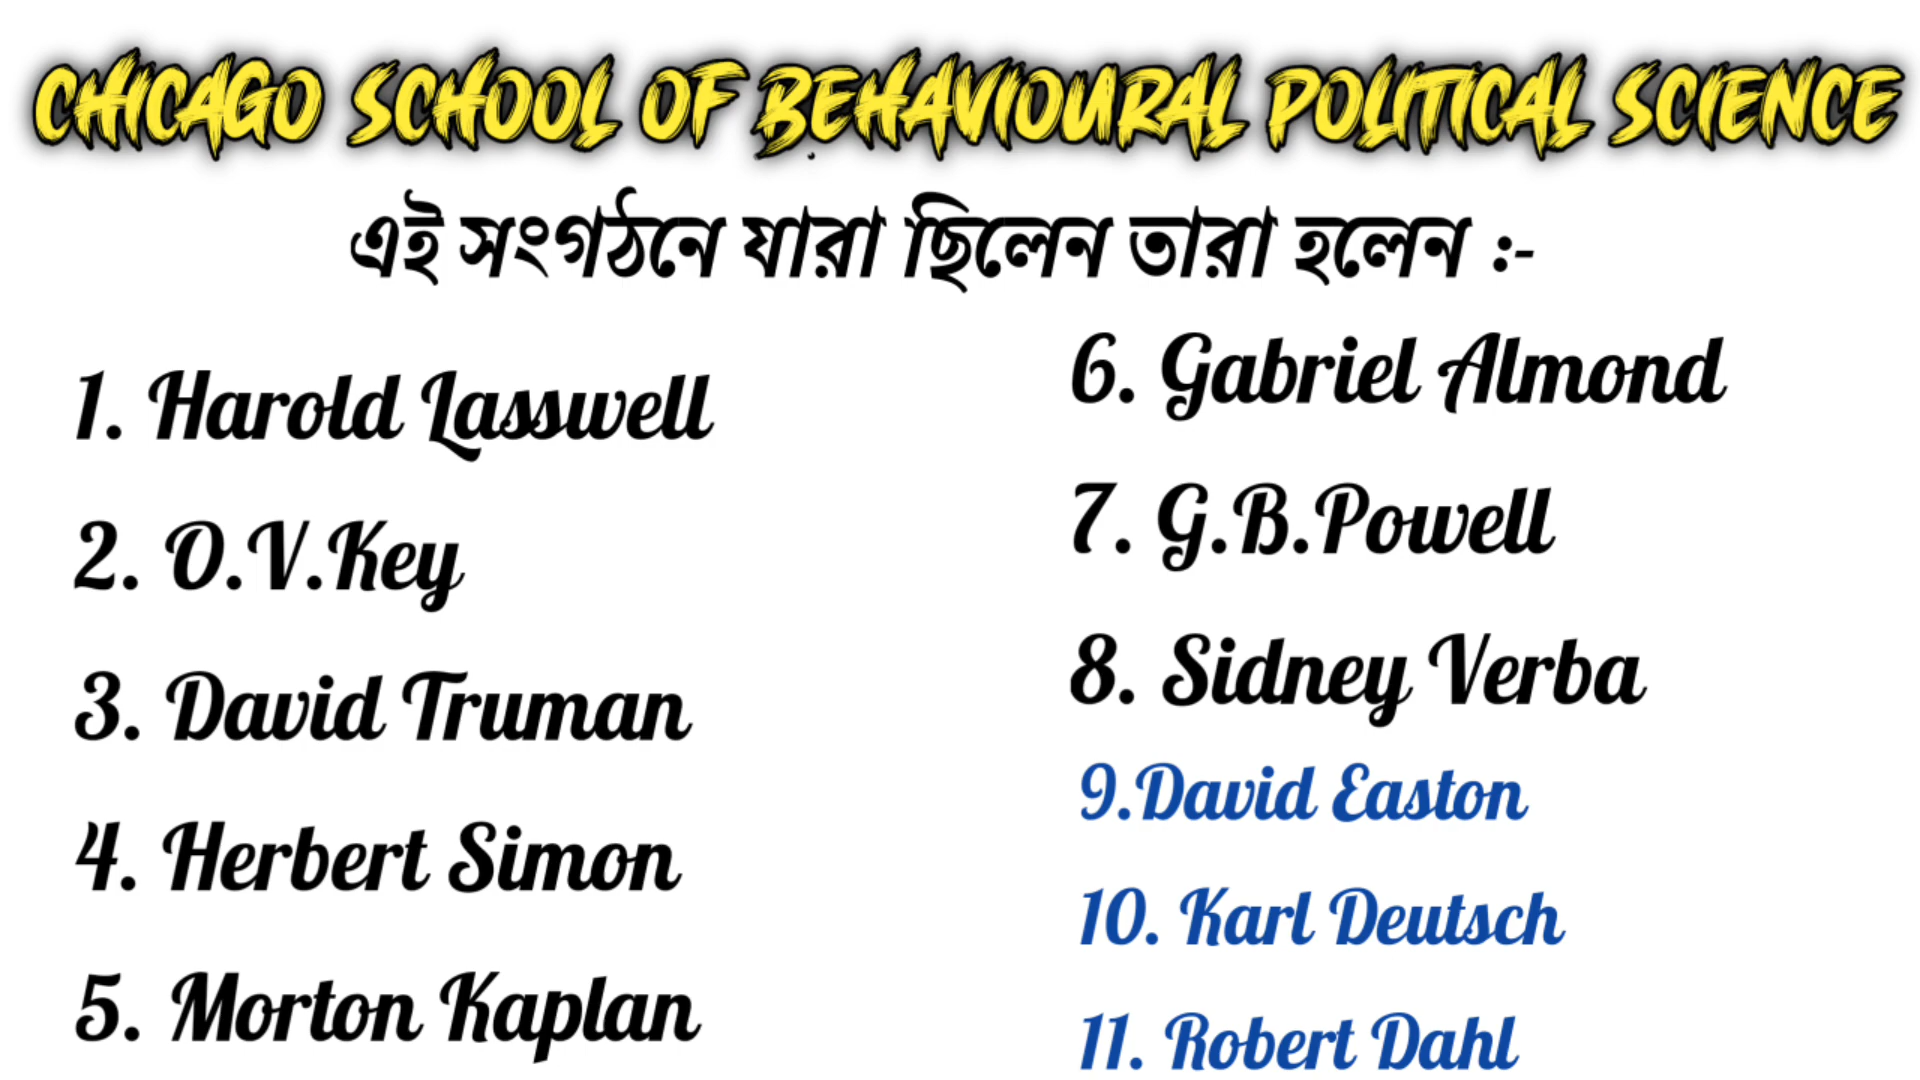 CHICAGO SCHOOL OF BEHAVIOURAL POLITICAL SCIENCE
এই সংগঠনে যারা ছিলেন তারা হলেন :-
1. Harold Lasswell
2. O.V.Key
3. David Truman
4. Herbert Simon
5. Morton Kaplan
6. Gabriel Almond
7. G.B.Powell
8. Sidney Verba
9.David Easton
10. Karl Deutsch
11. Robert Dahl